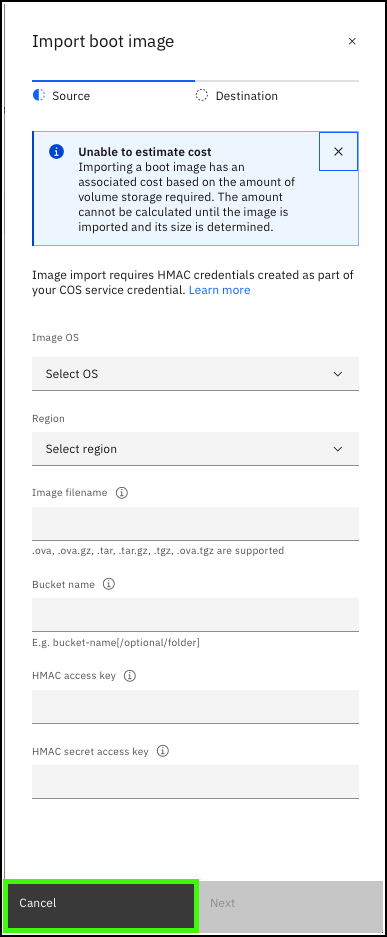 Import boot image
Source
Destination
Unable to estimate cost
Importing a boot image has an
associated cost based on the amount of
volume storage required. The amount
cannot be calculated until the image is
imported and its size is determined.
Image import requires HMAC credentials created as part of
your COS service credential. Learn more
Image OS
Select OS
Region
Select region
Image filename
.ova, .ova.gz, .tar, .tar.gz, .tgz, .ova.tgz are supported
Bucket name
E.g. bucket-name[/optional/folder]
HMAC access key
HMAC secret access key
Cancel
Next